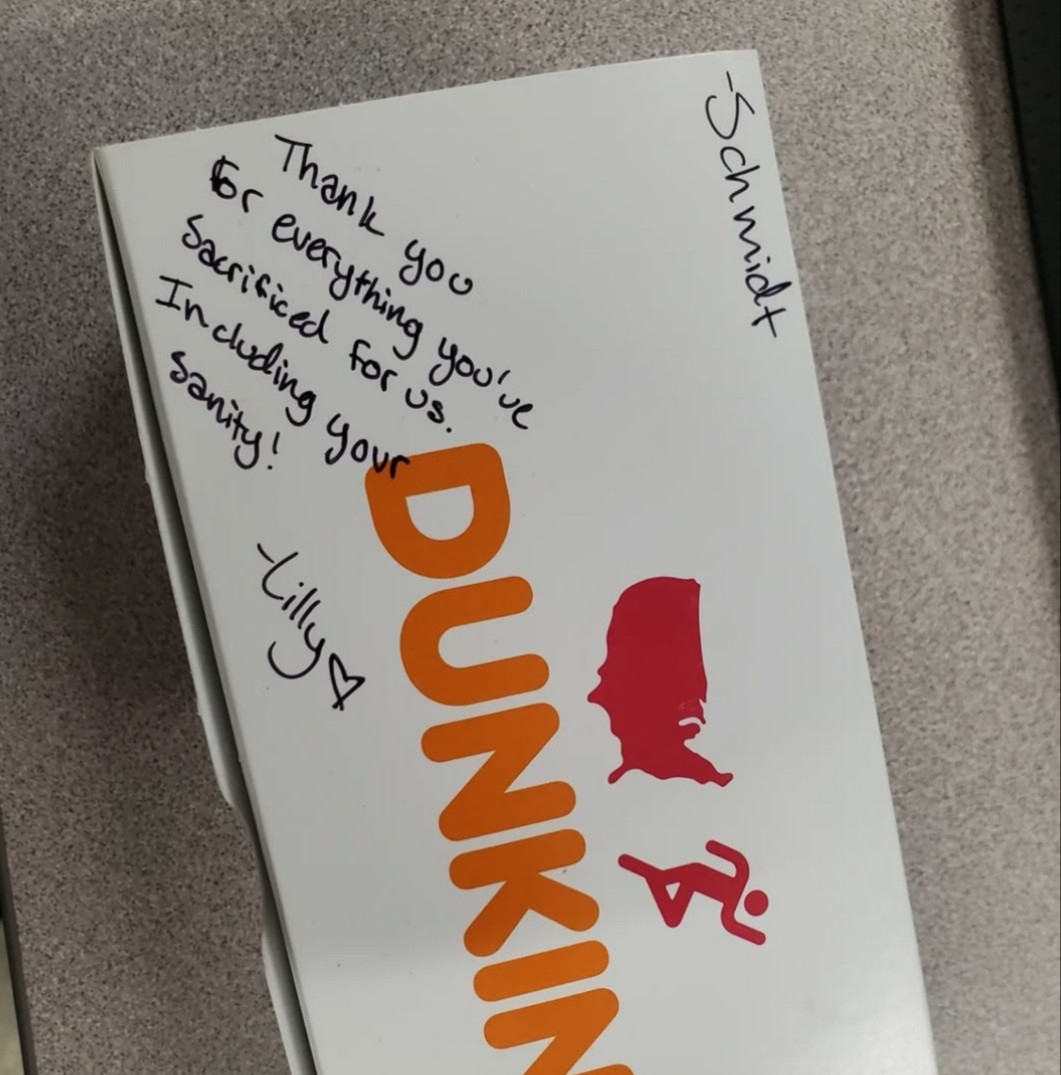 Thank you
for everything you've
Sacrificed for us.
Including your
sanity!
-Lilly♡
-Schmidt
DUNKIN